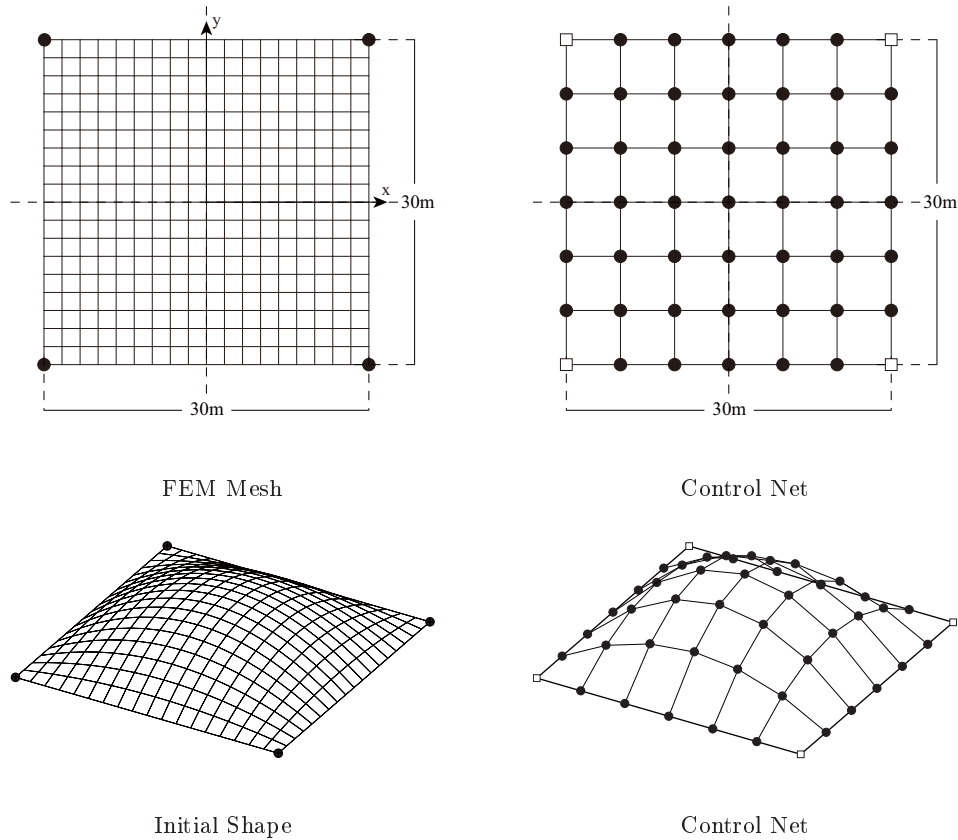 y
x
30m
30m
30m
30m
FEM Mesh
Control Net
Initial Shape
Control Net